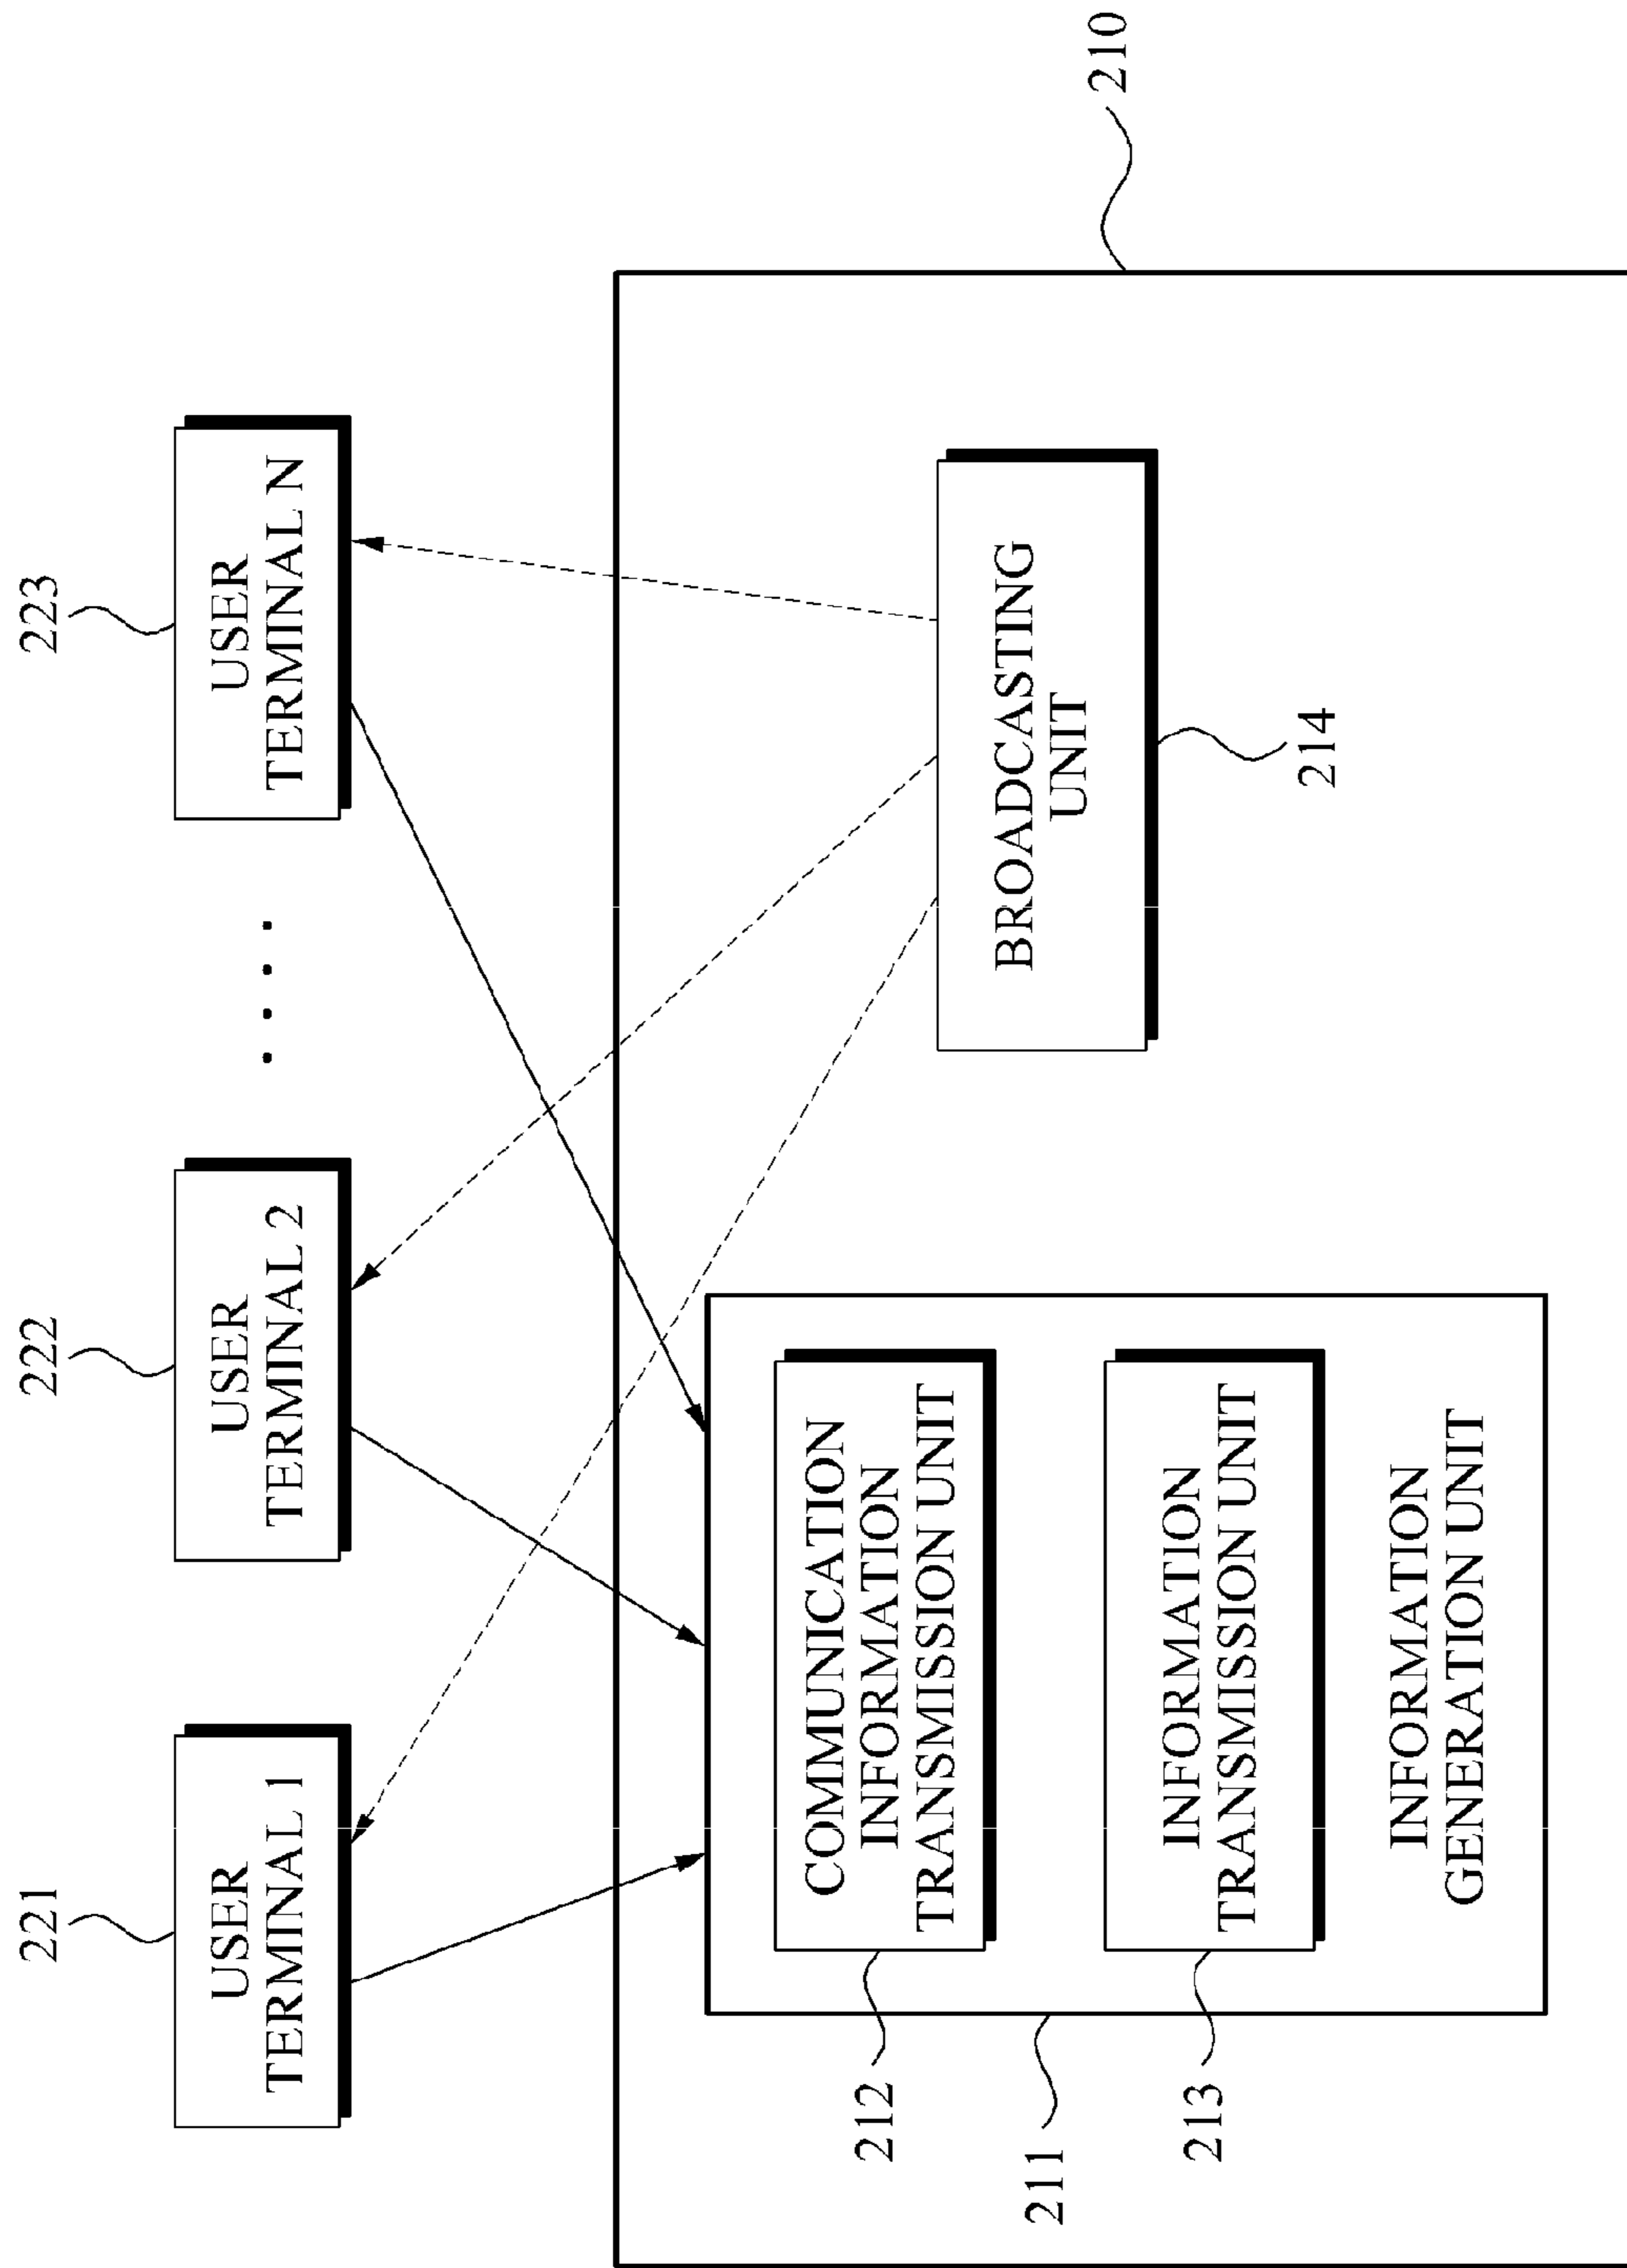 221
222
223
USER
TERMINAL 1
USER
TERMINAL 2
USER
TERMINAL N
212
COMMUNICATION
INFORMATION
TRANSMISSION UNIT
BROADCASTING
UNIT
210
211
213
INFORMATION
TRANSMISSION UNIT
214
INFORMATION
GENERATION UNIT